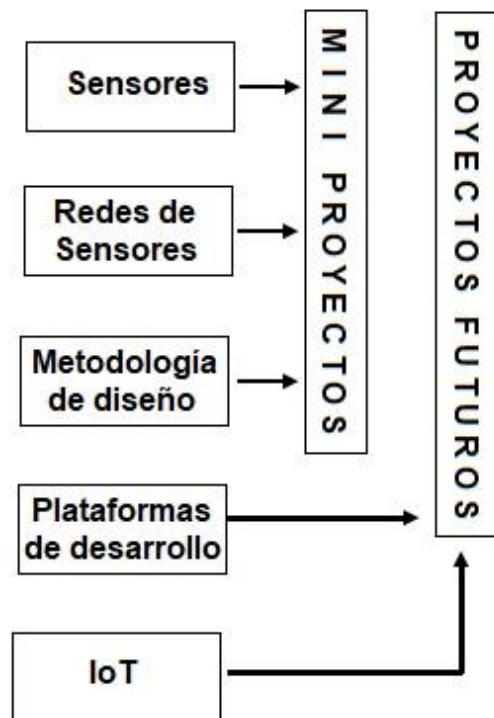 Sensores
Redes de
Sensores
Metodología
de diseño
Plataformas
de desarrollo
IoT
MINI PROYECTOS
PROYECTOS FUTUROS